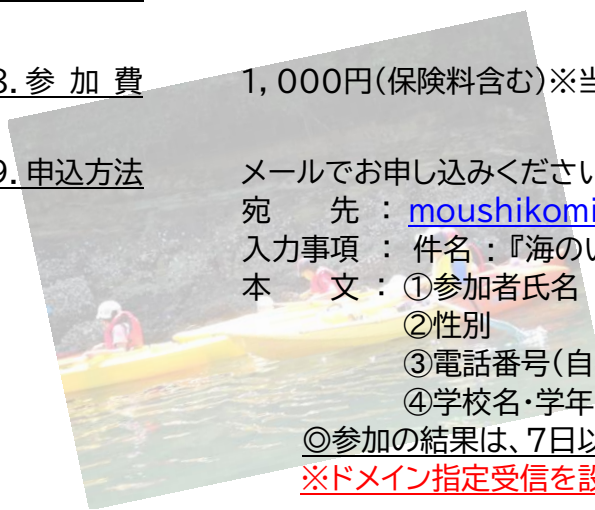 8.参 加 費 1,000円(保険料含む)※当
9.申込方法 メールでお申し込みください
宛 先 : moushikomi
入力事項 : 件名:『海のい
本 文 : ①参加者氏名
②性別
③電話番号(自
④学校名・学年
◎参加の結果は、7日以
※ドメイン指定受信を設